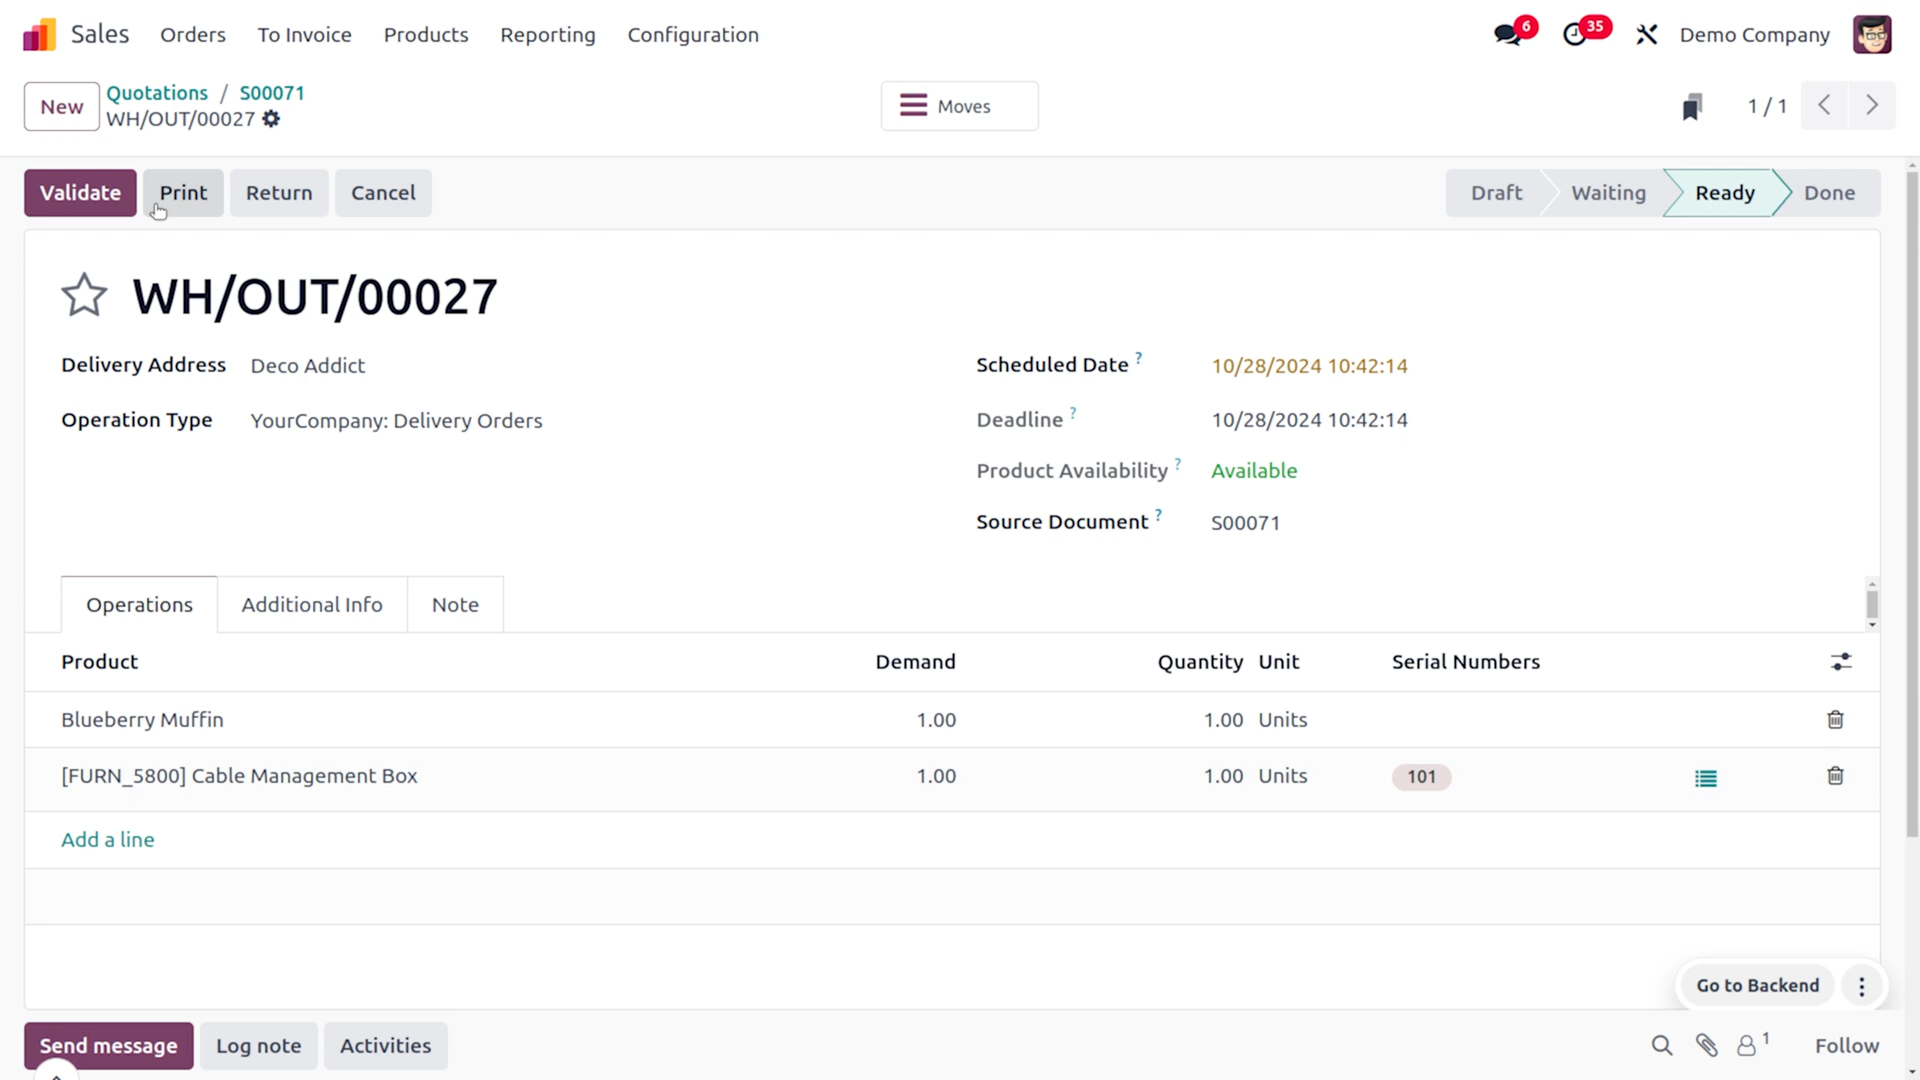 Sales Orders To Invoice Products Reporting Configuration 6 35 Demo Company
New Quotations / S00071 Moves 1 / 1
WH/OUT/00027
Validate Print Return Cancel Draft Waiting Ready Done
WH/OUT/00027
Delivery Address Deco Addict Scheduled Date ? 10/28/2024 10:42:14
Operation Type YourCompany: Delivery Orders Deadline ? 10/28/2024 10:42:14
Product Availability ? Available
Source Document ? S00071
Operations Additional Info Note
Product Demand Quantity Unit Serial Numbers
Blueberry Muffin 1.00 1.00 Units
[FURN_5800] Cable Management Box 1.00 1.00 Units 101
Add a line
Go to Backend
Send message Log note Activities 1 Follow